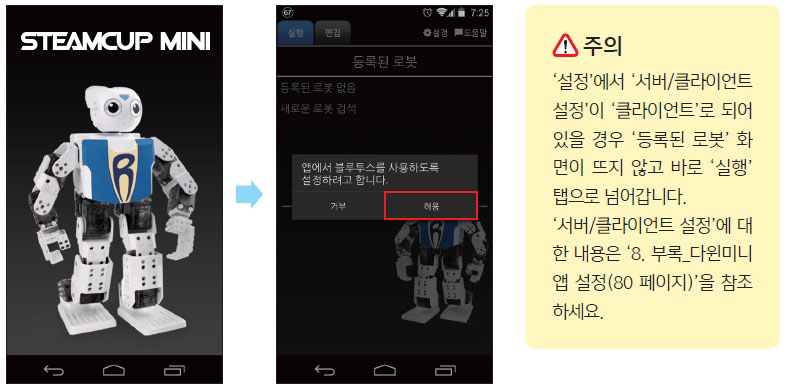 STEAMCUP MINI
67 7:25
실행 편집 설정 도움말
등록된 로봇
등록된 로봇 없음
새로운 로봇 검색
앱에서 블루투스를 사용하도록
설정하려고 합니다.
거부 허용
주의
‘설정’에서 ‘서버/클라이언트
설정’이 ‘클라이언트’로 되어
있을 경우 ‘등록된 로봇’ 화
면이 뜨지 않고 바로 ‘실행’
탭으로 넘어갑니다.
‘서버/클라이언트 설정’에 대
한 내용은 ‘8. 부록_다윈미니
앱 설정(80 페이지)’을 참조
하세요.